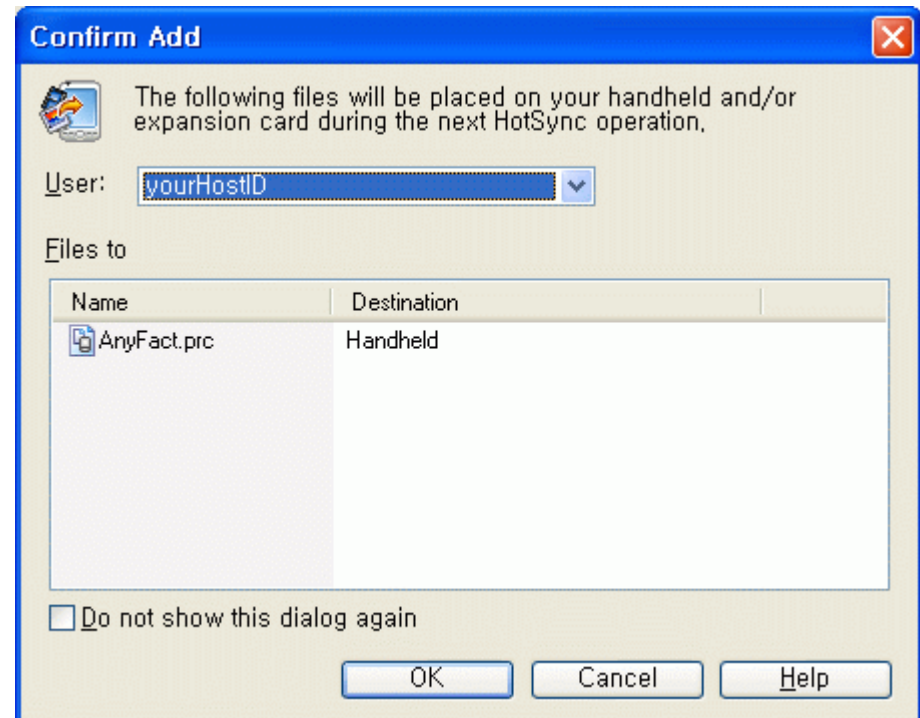 Confirm Add
The following files will be placed on your handheld and/or
expansion card during the next HotSync operation.
User: yourHostID
Files to
Name Destination
AnyFact.prc Handheld
Do not show this dialog again
OK Cancel Help